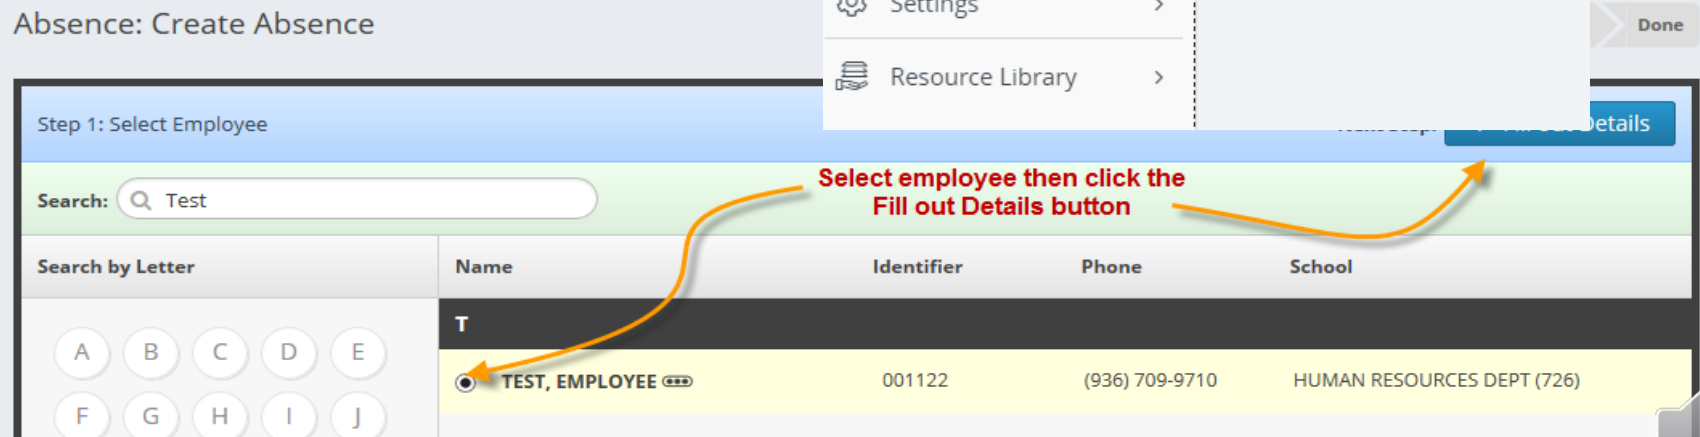 Settings
Absence: Create Absence
Done
Resource Library
Step 1: Select Employee
Details
Select employee then click the
Fill out Details button
Search: Test
Search by Letter Name Identifier Phone School
T
A B C D E
TEST, EMPLOYEE 001122 (936) 709-9710 HUMAN RESOURCES DEPT (726)
F G H I J